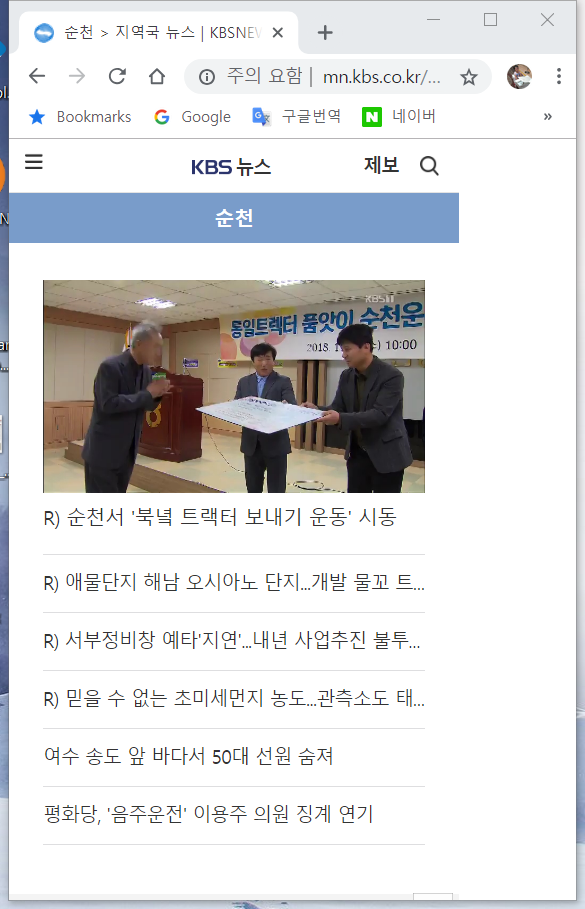 순천 > 지역국 뉴스 | KBSNEW
주의 요함 | mn.kbs.co.kr/...
Bookmarks Google 구글번역 네이버 »
KBS 뉴스 제보
순천
KBS 1
통일트렉터 품앗이 순천운
2018. 1 10:00
R) 순천서 '북녘 트랙터 보내기 운동' 시동
R) 애물단지 해남 오시아노 단지...개발 물꼬 트...
R) 서부정비창 예타'지연'...내년 사업추진 불투...
R) 믿을 수 없는 초미세먼지 농도...관측소도 태...
여수 송도 앞 바다서 50대 선원 숨져
평화당, '음주운전' 이용주 의원 징계 연기